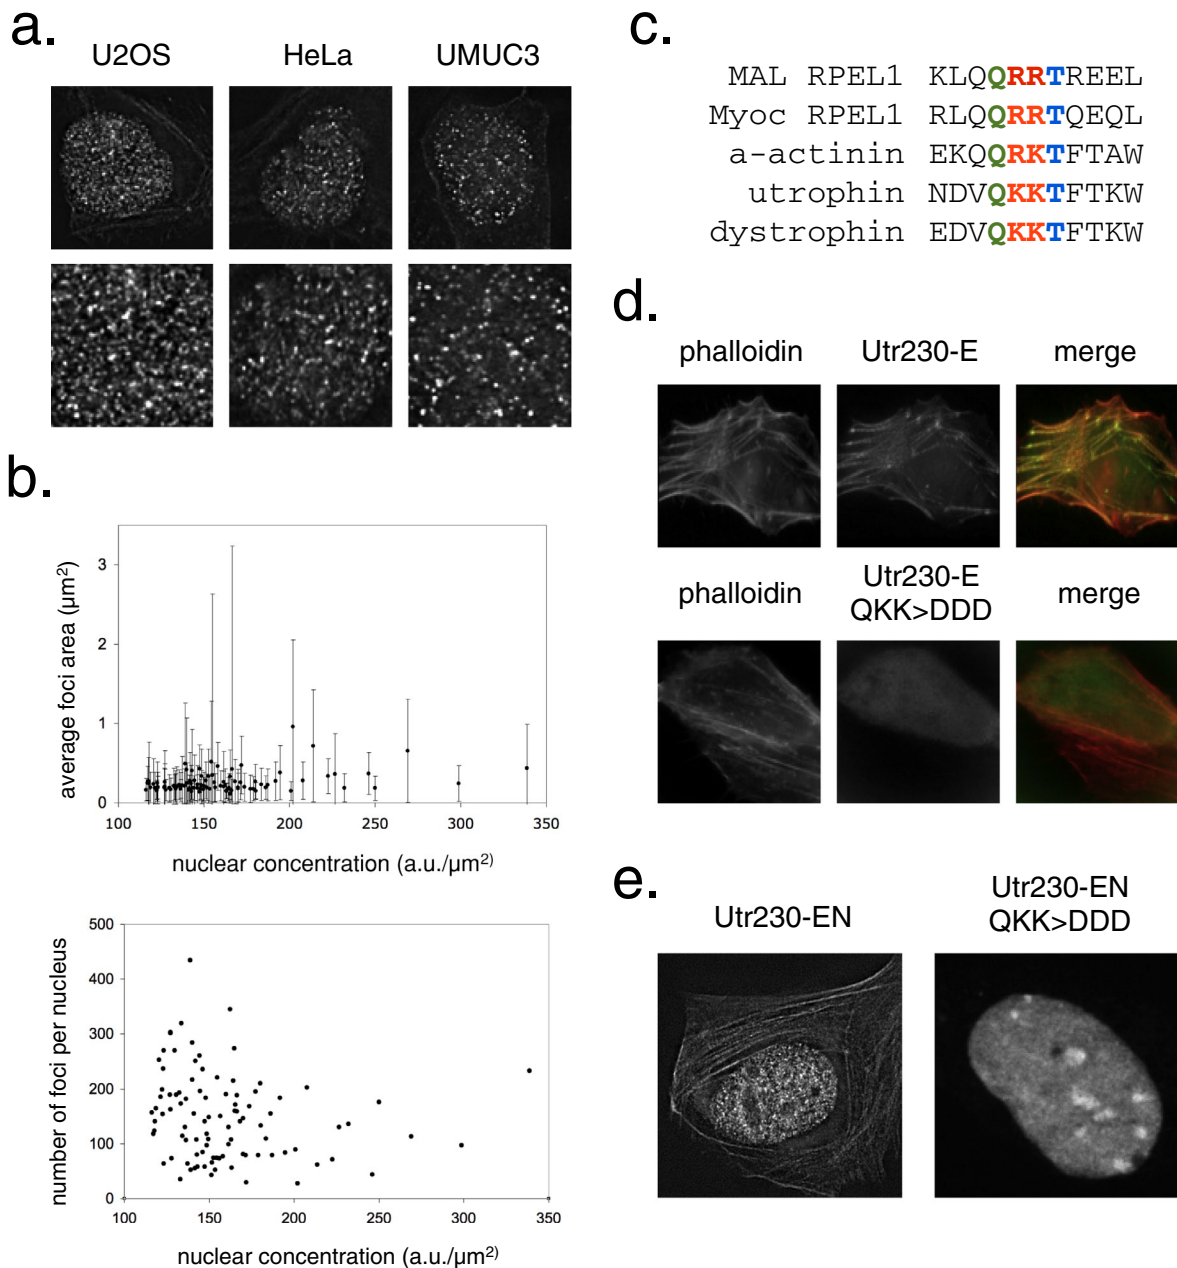 a.
U2OS HeLa UMUC3
b.
average foci area (µm²)
3
2
1
0
100 150 200 250 300 350
nuclear concentration (a.u./µm²)
number of foci per nucleus
500
400
300
200
100
0
100 150 200 250 300 350
nuclear concentration (a.u./µm²)
c.
MAL RPEL1 KLQQRRTREEL
Myoc RPEL1 RLQQRRTQEQL
a-actinin EKQQRKTFTAW
utrophin NDVQKKTFTKW
dystrophin EDVQKKTFTKW
d.
phalloidin Utr230-E merge
phalloidin Utr230-E QKK>DDD merge
e.
Utr230-EN
Utr230-EN
QKK>DDD